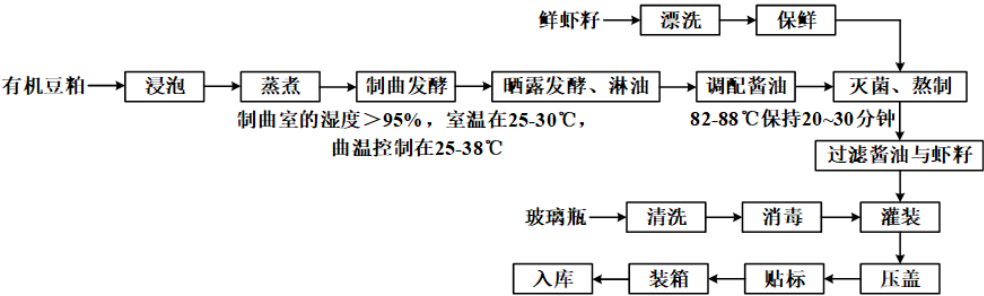 鲜虾籽 漂洗 保鲜
有机豆粕 浸泡 蒸煮 制曲发酵 晒露发酵、淋油 调配酱油 灭菌、熬制
制曲室的湿度＞95%，室温在25-30℃，
曲温控制在25-38℃
82-88℃保持20~30分钟
过滤酱油与虾籽
玻璃瓶 清洗 消毒 灌装
入库 装箱 贴标 压盖